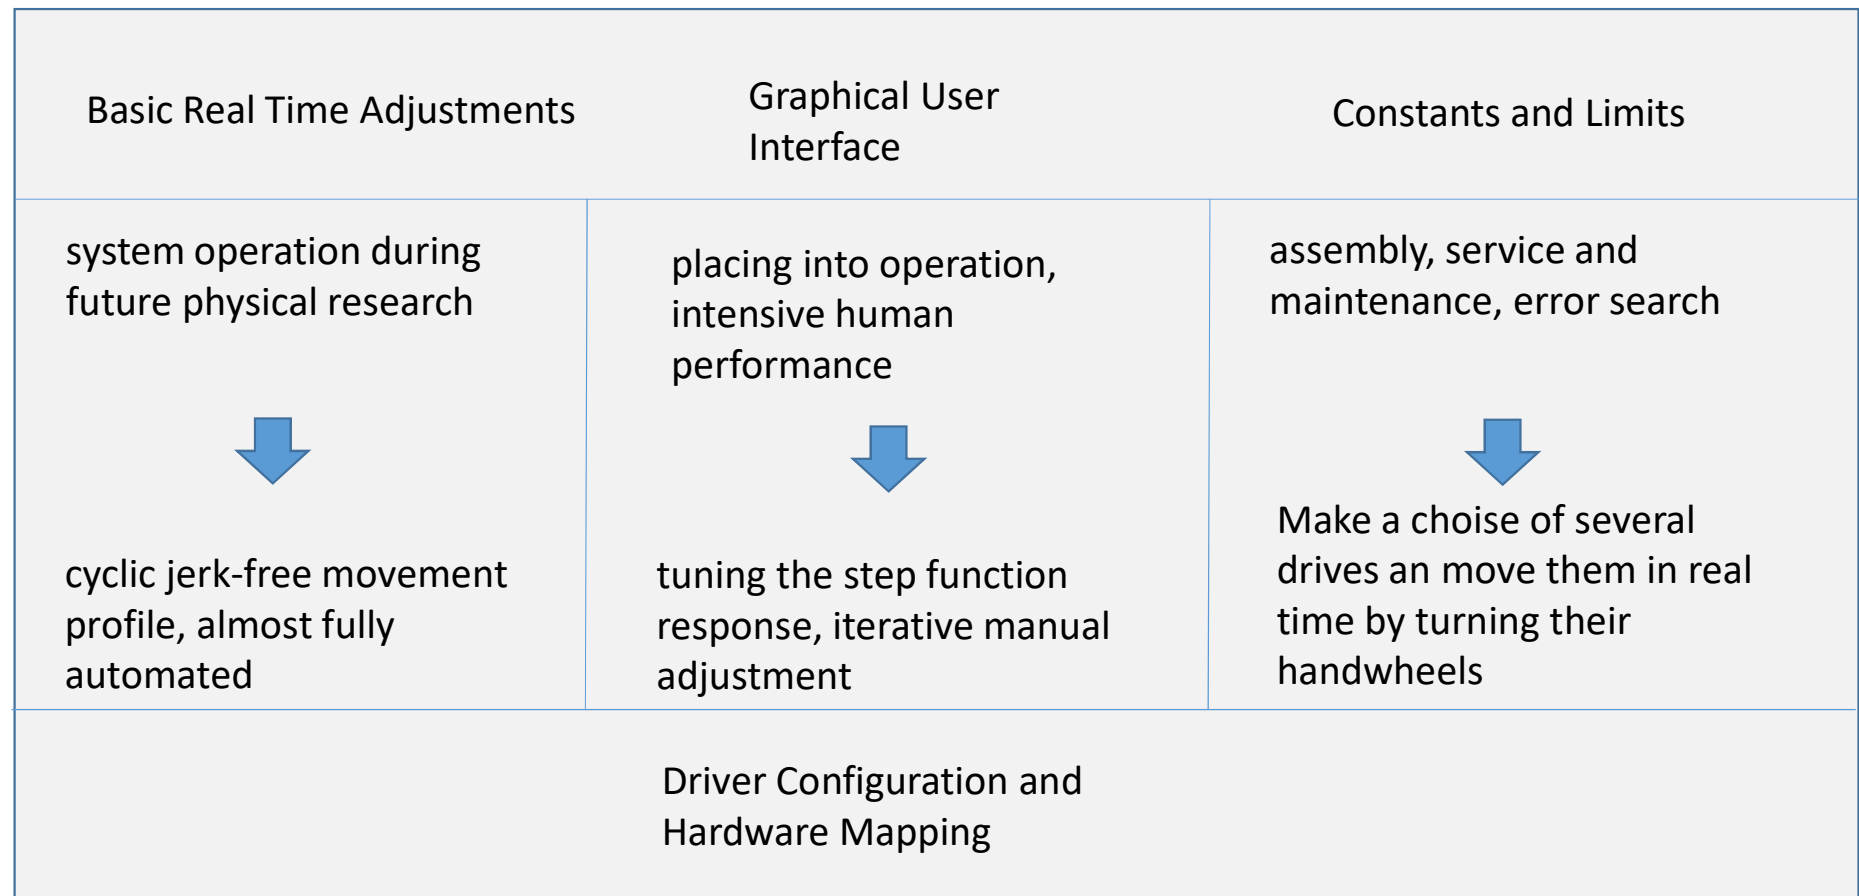 Basic Real Time Adjustments
Graphical User
Interface
Constants and Limits
system operation during
future physical research
placing into operation,
intensive human
performance
assembly, service and
maintenance, error search
cyclic jerk-free movement
profile, almost fully
automated
tuning the step function
response, iterative manual
adjustment
Make a choise of several
drives an move them in real
time by turning their
handwheels
Driver Configuration and
Hardware Mapping